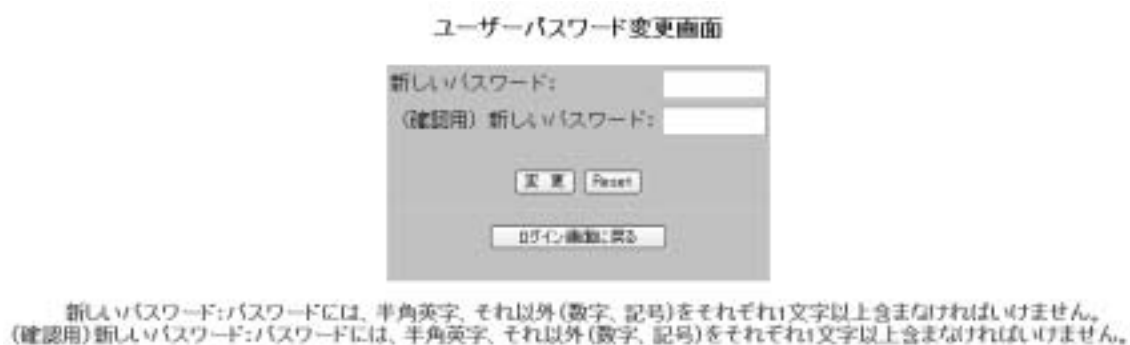 ユーザーパスワード変更画面
新しいパスワード:
(確認用) 新しいパスワード:
変 更 Reset
ログイン画面に戻る
新しいパスワード:パスワードには、半角英字、それ以外(数字、記号)をそれぞれ1文字以上含まなければいけません。
(確認用)新しいパスワード:パスワードには、半角英字、それ以外(数字、記号)をそれぞれ1文字以上含まなければいけません。